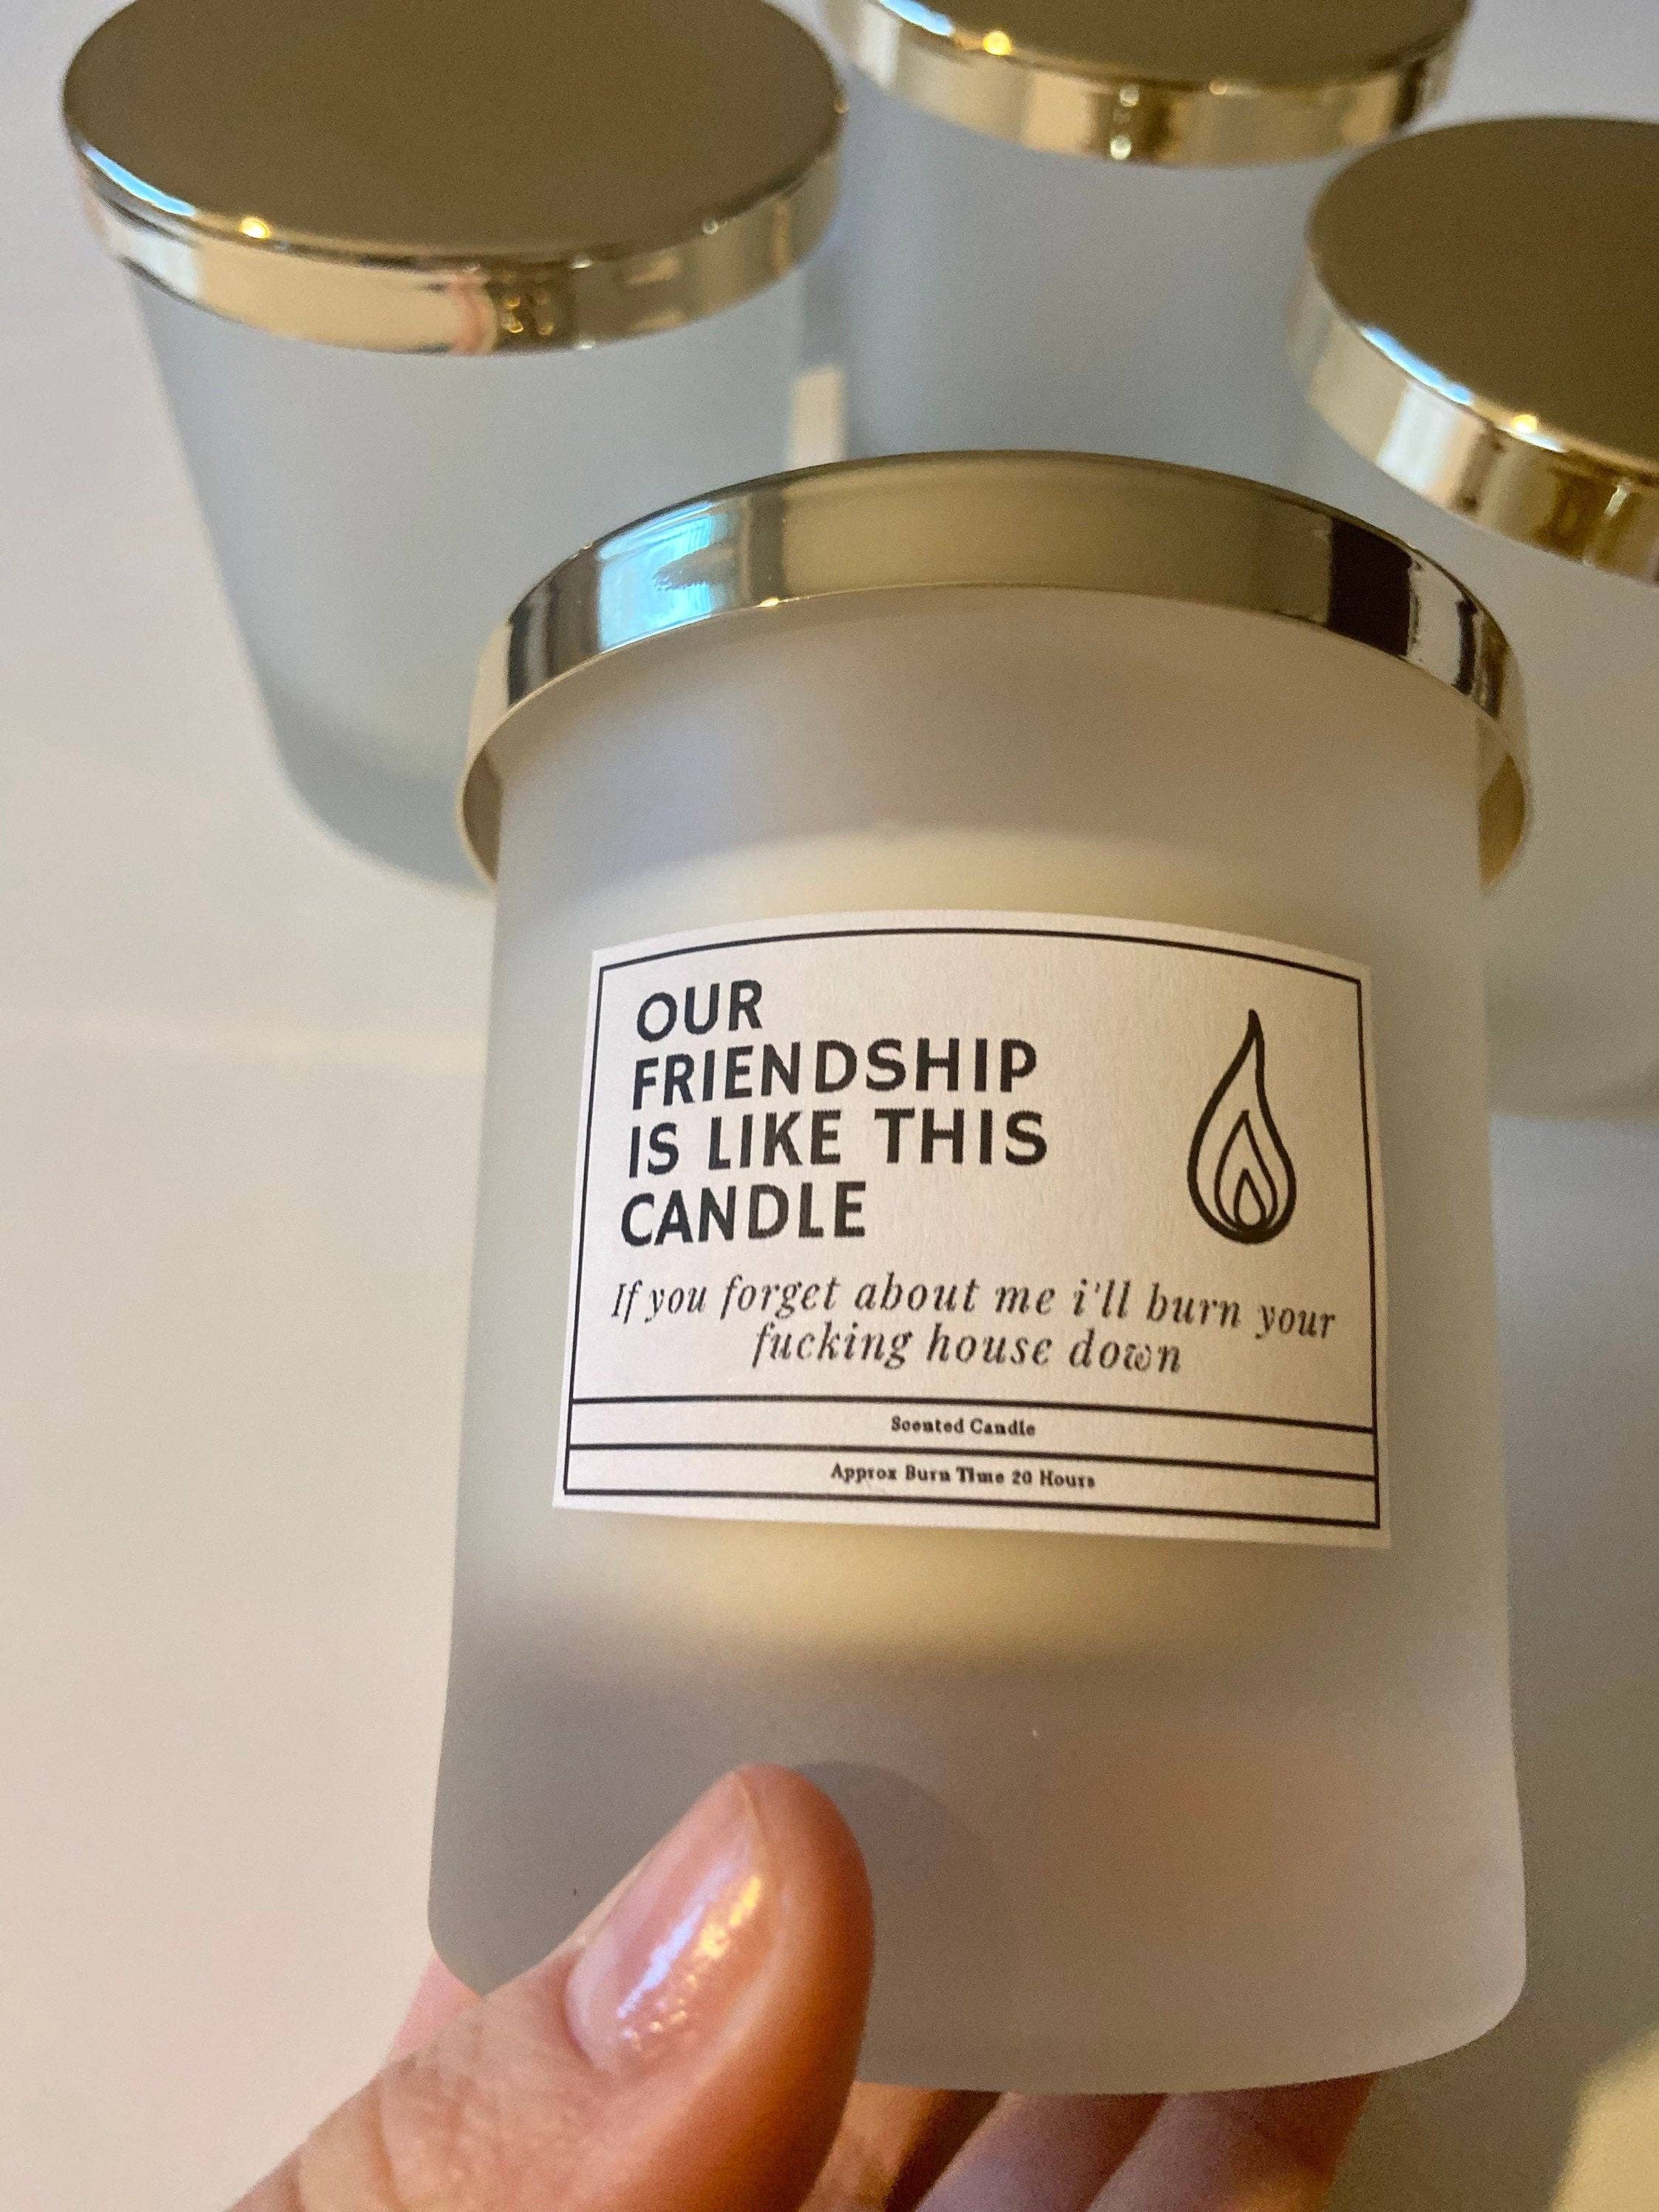 OUR
FRIENDSHIP
IS LIKE THIS
CANDLE
If you forget about me i'll burn your
fucking house down
Scented Candle
Approx Burn Time 20 Hours